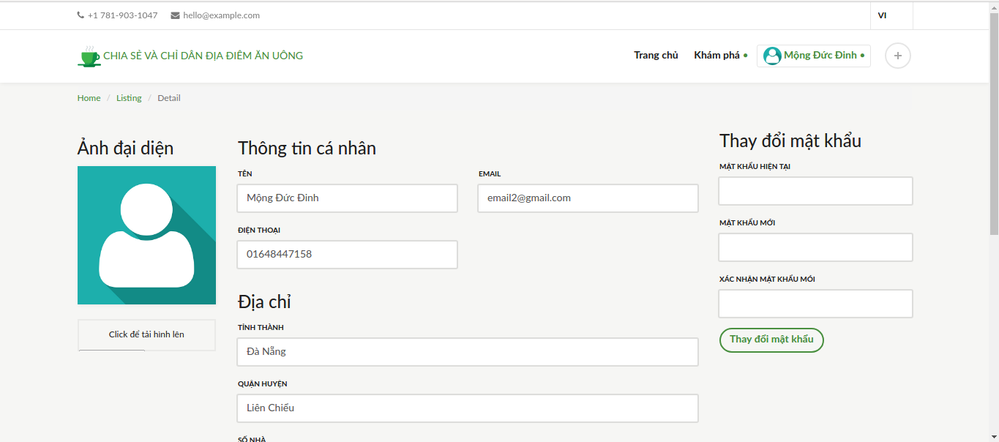 +1 781-903-1047 hello@example.com VI
CHIA SẺ VÀ CHỈ DẪN ĐỊA ĐIỂM ĂN UỐNG Trang chủ Khám phá • Mộng Đức Đinh • +
Home / Listing / Detail
Ảnh đại diện
Click để tải hình lên
Thông tin cá nhân
TÊN EMAIL
Mộng Đức Đinh email2@gmail.com
ĐIỆN THOẠI
01648447158
Địa chỉ
TỈNH THÀNH
Đà Nẵng
QUẬN HUYỆN
Liên Chiểu
SỐ NHÀ
Thay đổi mật khẩu
MẬT KHẨU HIỆN TẠI
MẬT KHẨU MỚI
XÁC NHẬN MẬT KHẨU MỚI
Thay đổi mật khẩu